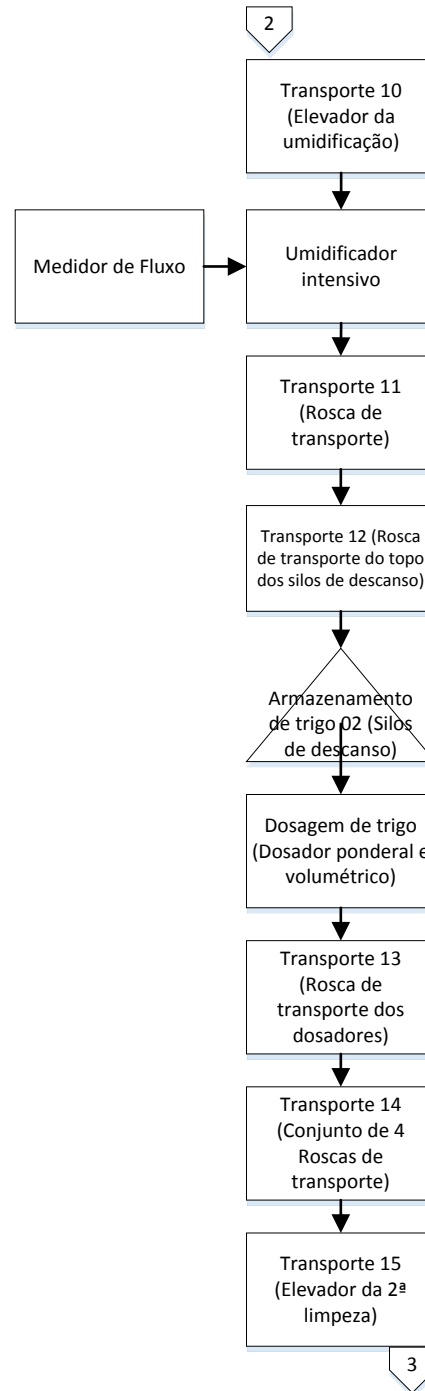 2
Transporte 10
(Elevador da
umidificação)
Medidor de Fluxo
Umidificador
intensivo
Transporte 11
(Rosca de
transporte)
Transporte 12 (Rosca
de transporte do topo
dos silos de descanso)
Armazenamento
de trigo 02 (Silos
de descanso)
Dosagem de trigo
(Dosador ponderal e
volumétrico)
Transporte 13
(Rosca de
transporte dos
dosadores)
Transporte 14
(Conjunto de 4
Roscas de
transporte)
Transporte 15
(Elevador da 2ª
limpeza)
3